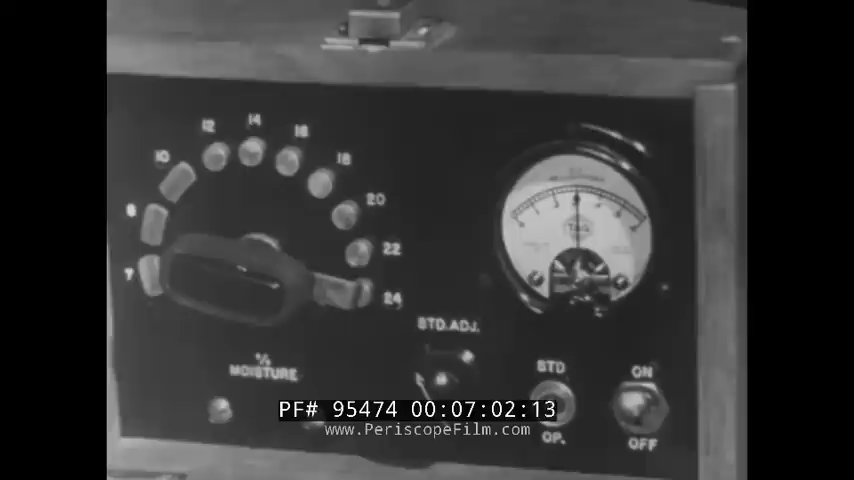 12
14
16
18
10
20
8
22
7
24
STD. ADJ.
% MOISTURE
STD
OP.
ON
OFF
TAG
PF# 95474 00:07:02:13
www.PeriscopeFilm.com